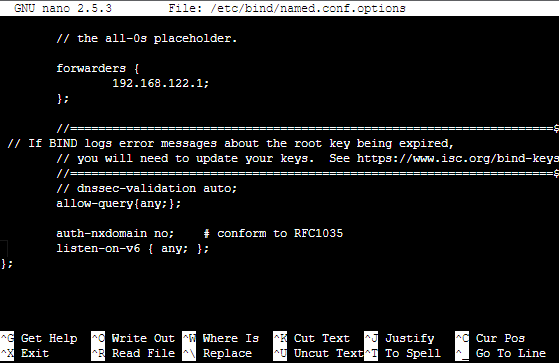 GNU nano 2.5.3 File: /etc/bind/named.conf.options
// the all-0s placeholder.
forwarders {
192.168.122.1;
};
//=====================================================================$
// If BIND logs error messages about the root key being expired,
// you will need to update your keys. See https://www.isc.org/bind-keys
//=====================================================================$
// dnssec-validation auto;
allow-query{any;};
auth-nxdomain no; # conform to RFC1035
listen-on-v6 { any; };
};
^G Get Help ^O Write Out ^W Where Is ^K Cut Text ^J Justify ^C Cur Pos
^X Exit ^R Read File ^\ Replace ^U Uncut Text ^T To Spell ^_ Go To Line